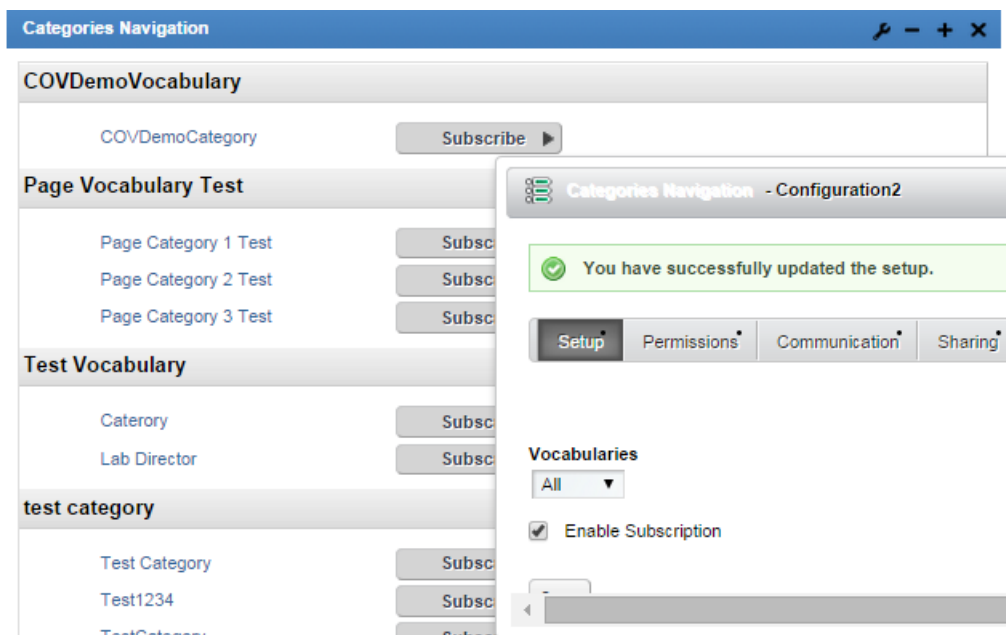 Categories Navigation
COVDemoVocabulary
COVDemoCategory Subscribe
Page Vocabulary Test
Page Category 1 Test Subsc
Page Category 2 Test Subsc
Page Category 3 Test Subsc
Test Vocabulary
Caterory Subsc
Lab Director Subsc
test category
Test Category Subsc
Test1234 Subsc
TestCategory
Categories Navigation - Configuration2
You have successfully updated the setup.
Setup Permissions Communication Sharing
Vocabularies
All
Enable Subscription